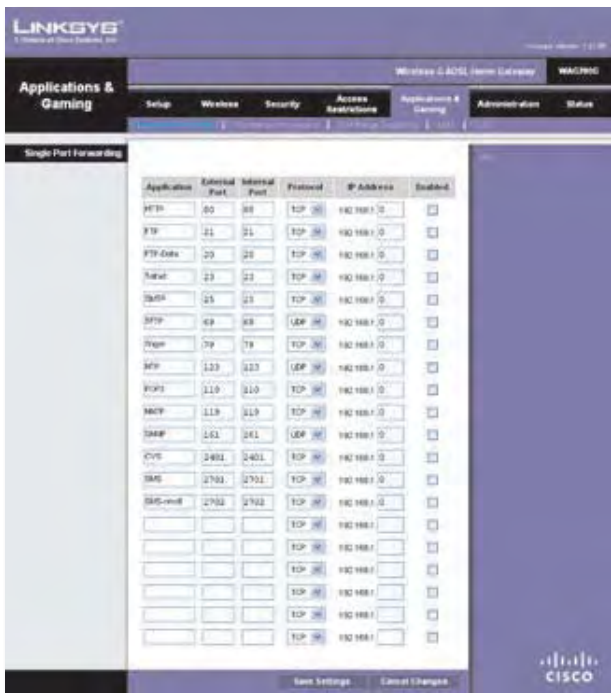 LINKSYS
A Division of Cisco Systems, Inc.
Wireless-G ADSL Home Gateway WAG200G
Applications & Gaming
Setup Wireless Security Access Restrictions Applications & Gaming Administration Status
Single Port Forwarding
Application External Port Internal Port Protocol IP Address Enabled
HTTP 80 80 TCP 192.168.1. 0
FTP 21 21 TCP 192.168.1. 0
FTP-Data 20 20 TCP 192.168.1. 0
Telnet 23 23 TCP 192.168.1. 0
SMTP 25 25 TCP 192.168.1. 0
TFTP 69 69 UDP 192.168.1. 0
finger 79 79 TCP 192.168.1. 0
NTP 123 123 UDP 192.168.1. 0
POP3 110 110 TCP 192.168.1. 0
NNTP 119 119 TCP 192.168.1. 0
SNMP 161 161 UDP 192.168.1. 0
CVS 2401 2401 TCP 192.168.1. 0
SMS 2701 2701 TCP 192.168.1. 0
SMS-rmctl 2702 2702 TCP 192.168.1. 0
TCP 192.168.1.
TCP 192.168.1.
TCP 192.168.1.
TCP 192.168.1.
TCP 192.168.1.
TCP 192.168.1.
Save Settings Cancel Changes
CISCO